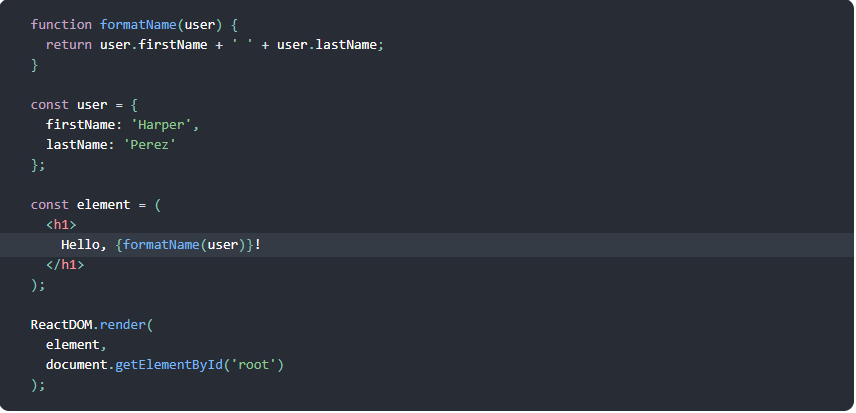 function formatName(user) {
  return user.firstName + ' ' + user.lastName;
}

const user = {
  firstName: 'Harper',
  lastName: 'Perez'
};

const element = (
  <h1>
    Hello, {formatName(user)}!
  </h1>
);

ReactDOM.render(
  element,
  document.getElementById('root')
);